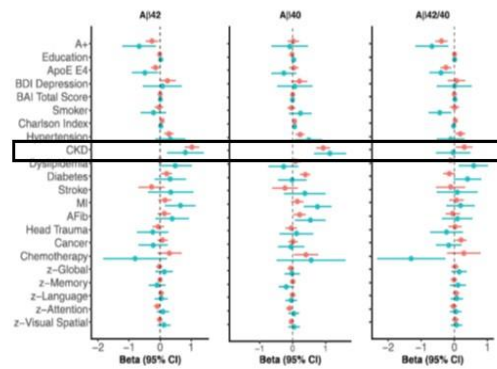 Aβ42 Aβ40 Aβ42/40
A+
Education
ApoE E4
BDI Depression
BAI Total Score
Smoker
Charlson Index
Hypertension
CKD
Dyslipidemia
Diabetes
Stroke
MI
AFib
Head Trauma
Cancer
Chemotherapy
z-Global
z-Memory
z-Language
z-Attention
z-Visual Spatial
-2 -1 0 1 -1 0 1 -2 -1 0 1
Beta (95% CI) Beta (95% CI) Beta (95% CI)